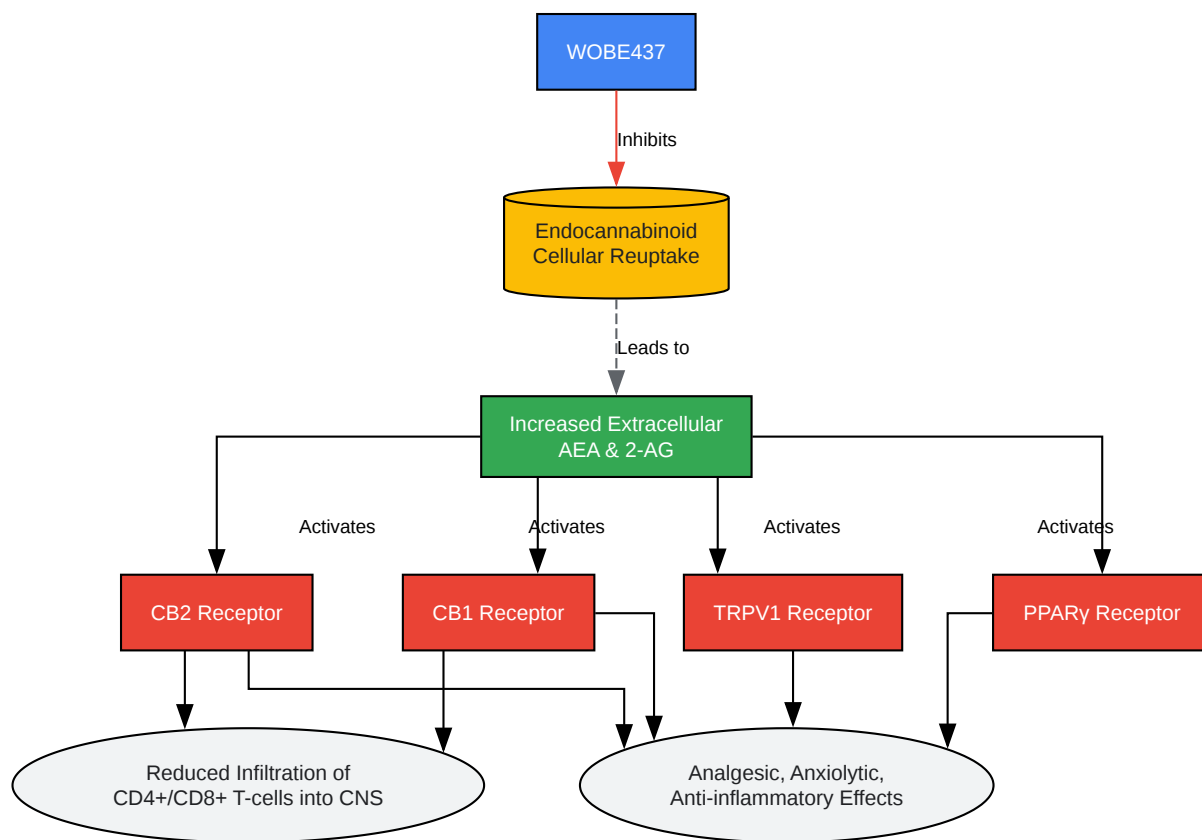 WOBE437
Inhibits
Endocannabinoid
Cellular Reuptake
Leads to
Increased Extracellular
AEA & 2-AG
Activates
Activates
Activates
Activates
CB2 Receptor
CB1 Receptor
TRPV1 Receptor
PPARγ Receptor
Reduced Infiltration of
CD4+/CD8+ T-cells into CNS
Analgesic, Anxiolytic,
Anti-inflammatory Effects